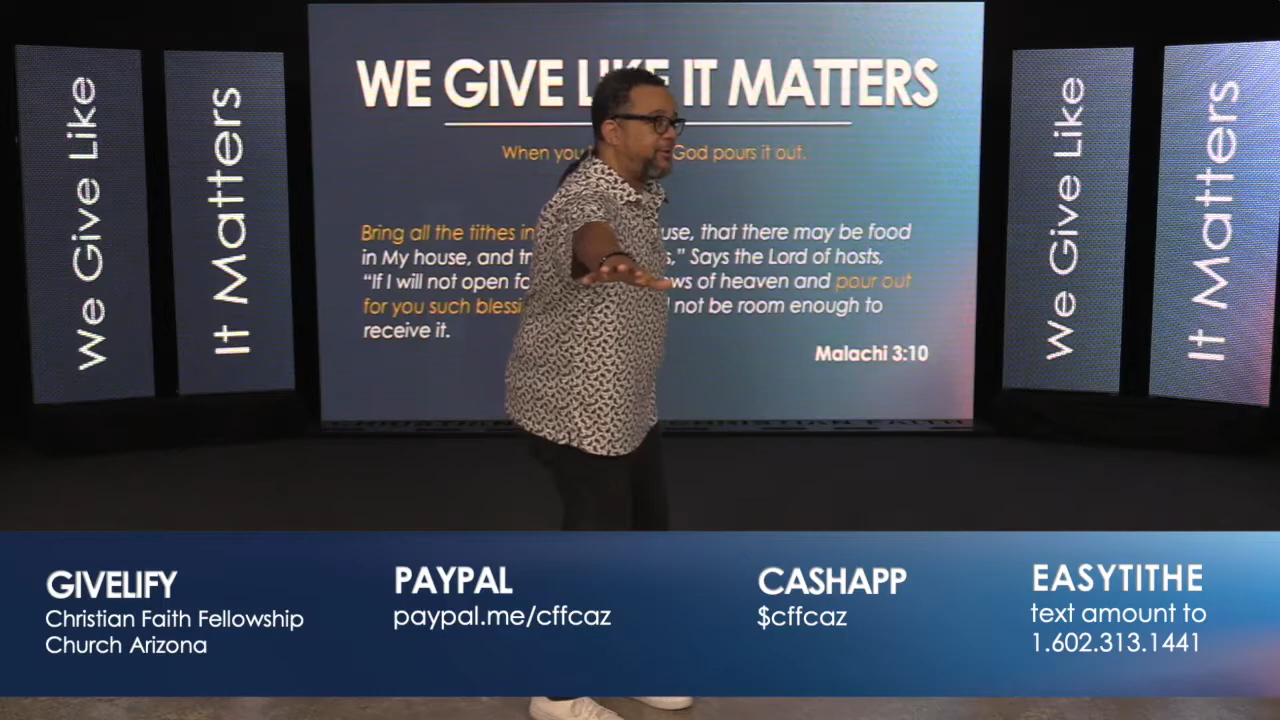 We Give Like
It Matters
WE GIVE LIKE IT MATTERS
When you God pours it out.
Bring all the tithes in use, that there may be food
in My house, and tr s,” Says the Lord of hosts,
“If I will not open fo ws of heaven and pour out
for you such blessi not be room enough to
receive it.
Malachi 3:10
We Give Like
It Matters
CHRISTIAN FAITH
GIVELIFY
Christian Faith Fellowship
Church Arizona
PAYPAL
paypal.me/cffcaz
CASHAPP
$cffcaz
EASYTITHE
text amount to
1.602.313.1441